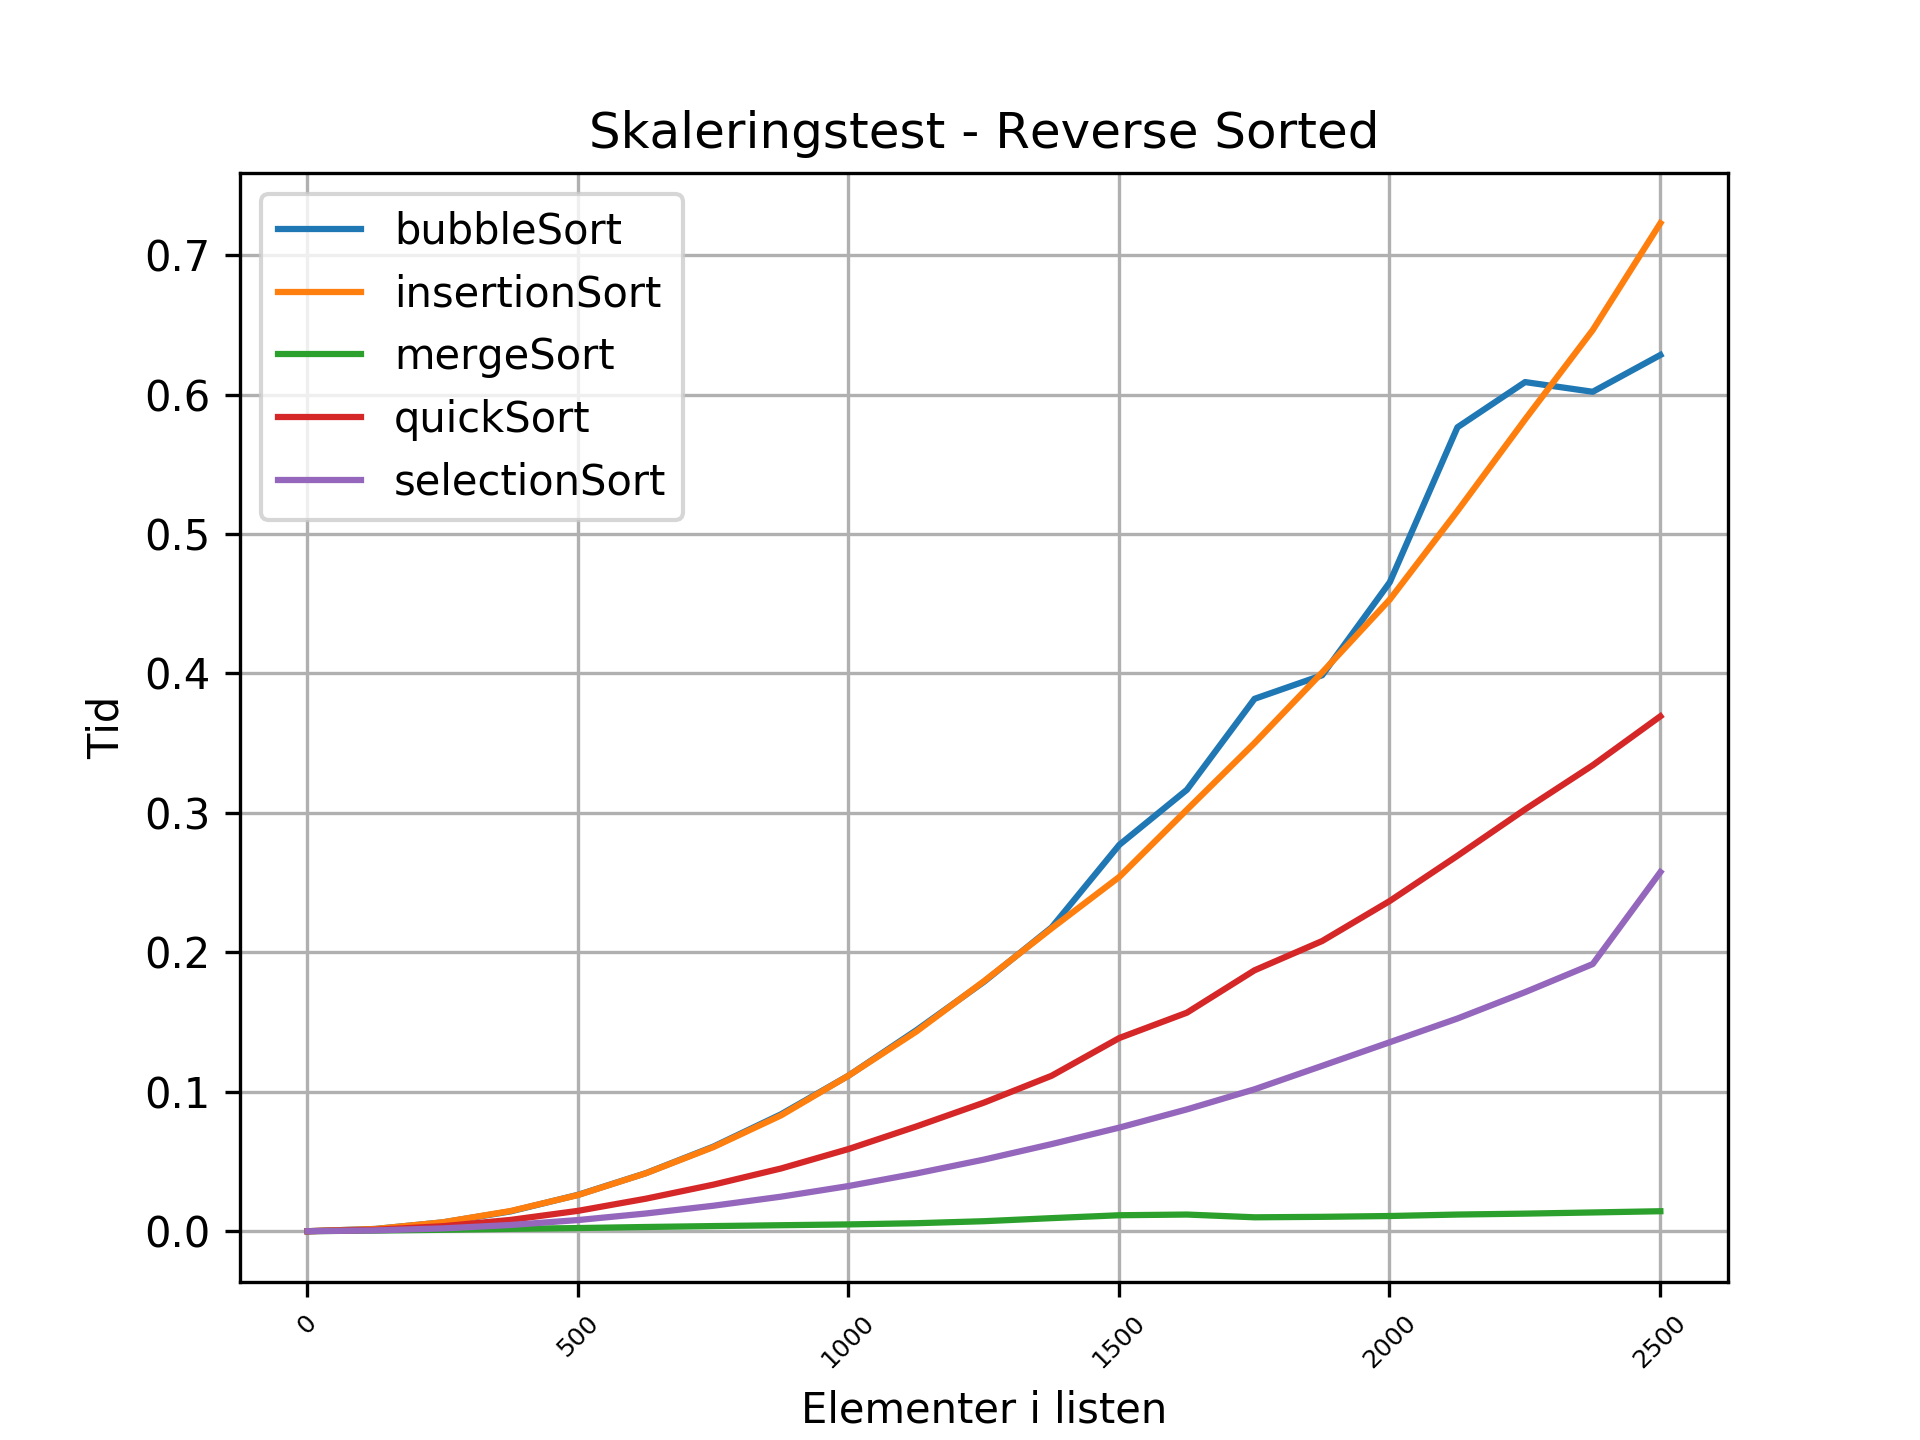 Skaleringstest - Reverse Sorted
bubbleSort
insertionSort
mergeSort
quickSort
selectionSort
Tid
0.7
0.6
0.5
0.4
0.3
0.2
0.1
0.0
0
500
1000
1500
2000
2500
Elementer i listen